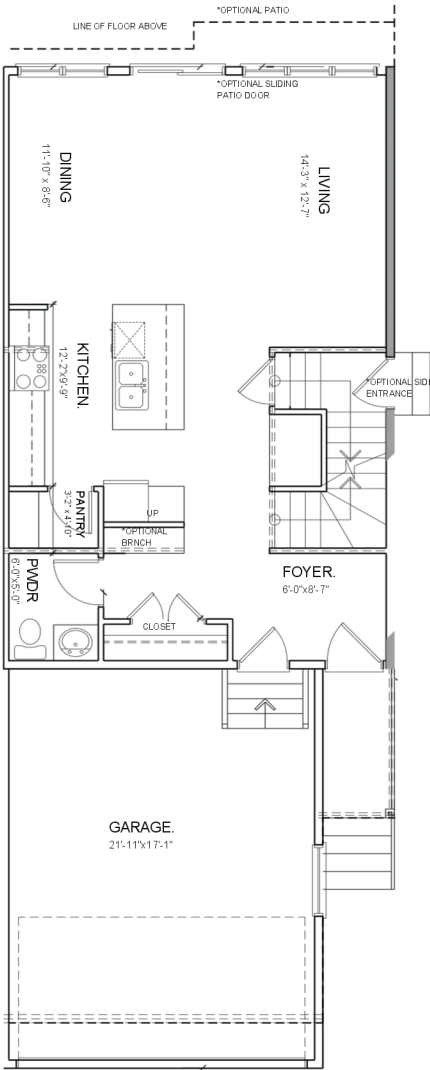 *OPTIONAL PATIO
LINE OF FLOOR ABOVE
*OPTIONAL SLIDING
PATIO DOOR
DINING
11'-10" x 8'-6"
LIVING
14'-3" x 12'-7"
KITCHEN.
12'-2"x9'-9"
*OPTIONAL SIDE
ENTRANCE
PANTRY
3'-2" x 4'-10"
UP
*OPTIONAL
BRNCH
PWDR
6'-0"x5'-0"
FOYER.
6'-0"x8'-7"
CLOSET
GARAGE.
21'-11"x17'-1"